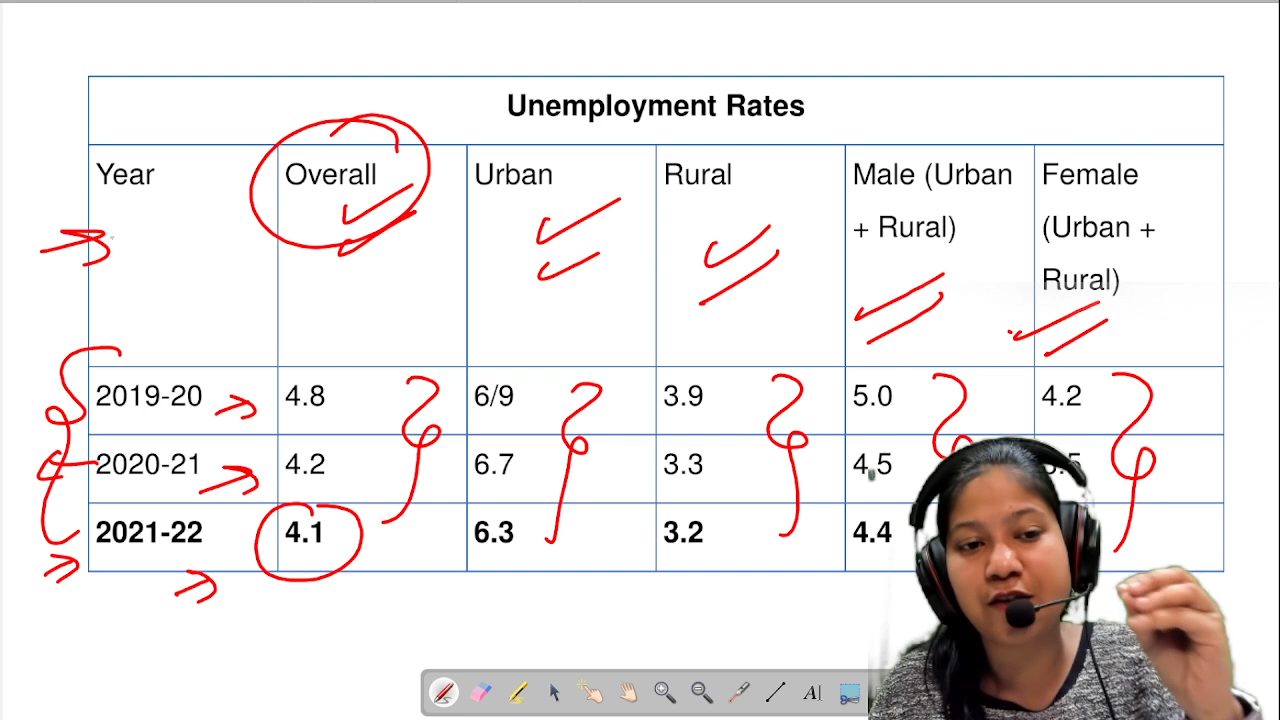 Unemployment Rates
Year Overall Urban Rural Male (Urban Female
+ Rural) (Urban +
Rural)
2019-20 4.8 6/9 3.9 5.0 4.2
2020-21 4.2 6.7 3.3 4.5
2021-22 4.1 6.3 3.2 4.4
A